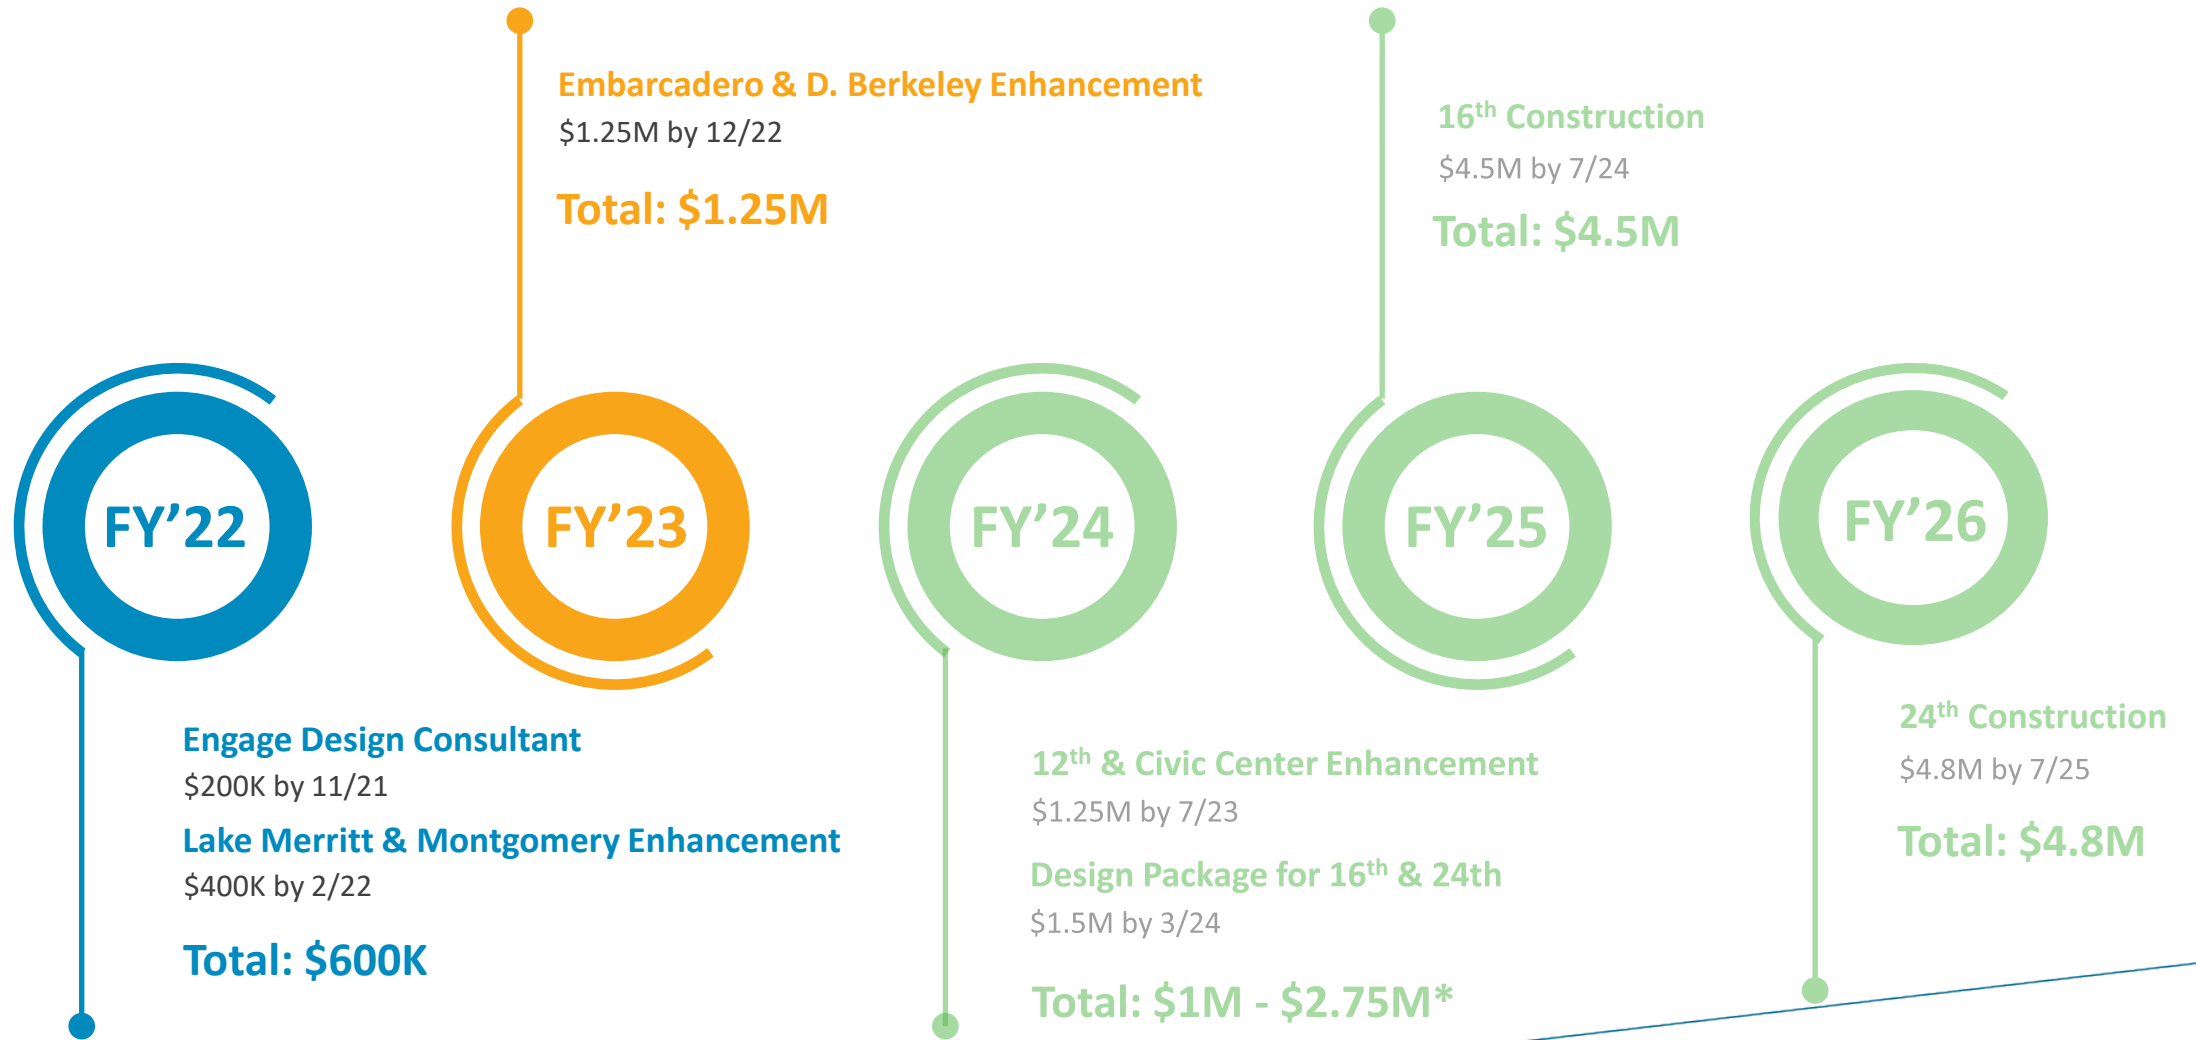 Embarcadero & D. Berkeley Enhancement
$1.25M by 12/22
Total: $1.25M
16th Construction
$4.5M by 7/24
Total: $4.5M
FY’22
FY’23
FY’24
FY’25
FY’26
Engage Design Consultant
$200K by 11/21
Lake Merritt & Montgomery Enhancement
$400K by 2/22
Total: $600K
12th & Civic Center Enhancement
$1.25M by 7/23
Design Package for 16th & 24th
$1.5M by 3/24
Total: $1M - $2.75M*
24th Construction
$4.8M by 7/25
Total: $4.8M